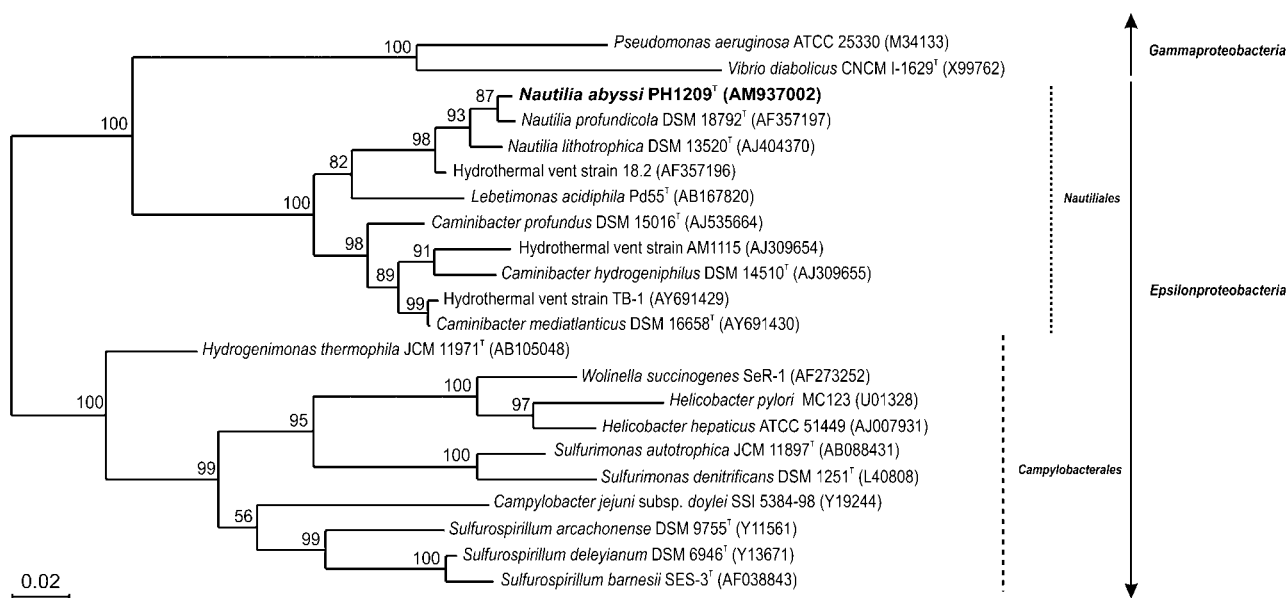 100 Pseudomonas aeruginosa ATCC 25330 (M34133)
Vibrio diabolicus CNCM I-1629ᵀ (X99762)
Gammaproteobacteria
87 Nautilia abyssi PH1209ᵀ (AM937002)
93 Nautilia profundicola DSM 18792ᵀ (AF357197)
100
98 Nautilia lithotrophica DSM 13520ᵀ (AJ404370)
82 Hydrothermal vent strain 18.2 (AF357196)
Lebetimonas acidiphila Pd55ᵀ (AB167820)
Nautiliales
100
Caminibacter profundus DSM 15016ᵀ (AJ535664)
98
91 Hydrothermal vent strain AM1115 (AJ309654)
89 Caminibacter hydrogeniphilus DSM 14510ᵀ (AJ309655)
Epsilonproteobacteria
99 Hydrothermal vent strain TB-1 (AY691429)
Caminibacter mediatlanticus DSM 16658ᵀ (AY691430)
Hydrogenimonas thermophila JCM 11971ᵀ (AB105048)
100 Wolinella succinogenes SeR-1 (AF273252)
100
97 Helicobacter pylori MC123 (U01328)
95 Helicobacter hepaticus ATCC 51449 (AJ007931)
100 Sulfurimonas autotrophica JCM 11897ᵀ (AB088431)
99 Sulfurimonas denitrificans DSM 1251ᵀ (L40808)
Campylobacterales
56 Campylobacter jejuni subsp. doylei SSI 5384-98 (Y19244)
99 Sulfurospirillum arcachonense DSM 9755ᵀ (Y11561)
100 Sulfurospirillum deleyianum DSM 6946ᵀ (Y13671)
Sulfurospirillum barnesii SES-3ᵀ (AF038843)
0.02